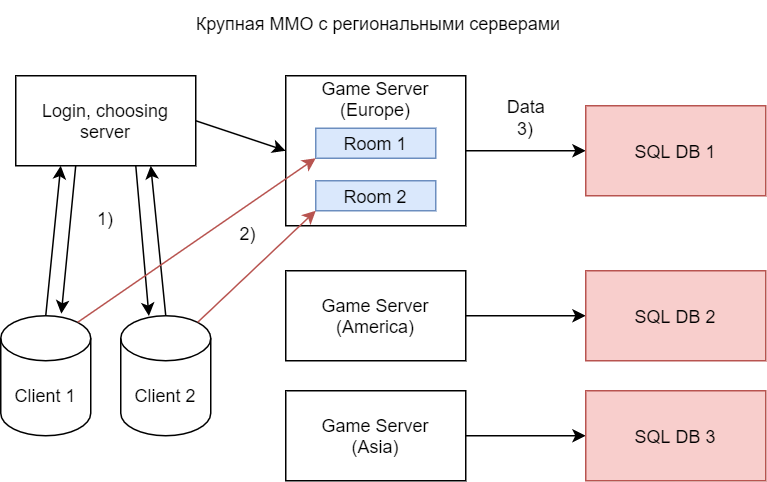 Крупная ММО с региональными серверами
Login, choosing
server
Game Server
(Europe)
Room 1
Room 2
Data
3)
SQL DB 1
1)
2)
Game Server
(America)
SQL DB 2
Client 1
Client 2
Game Server
(Asia)
SQL DB 3